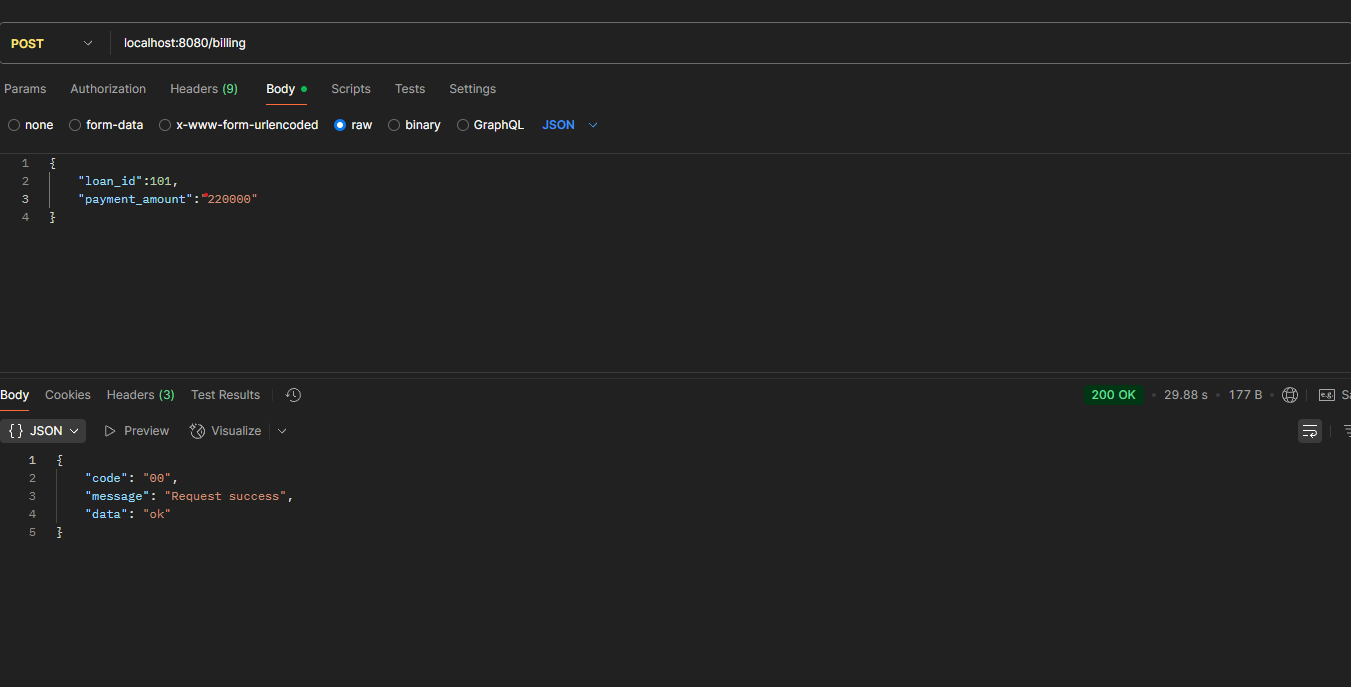 POST localhost:8080/billing
Params Authorization Headers (9) Body Scripts Tests Settings
none form-data x-www-form-urlencoded raw binary GraphQL JSON
1 {
2 "loan_id":101,
3 "payment_amount":"220000"
4 }
Body Cookies Headers (3) Test Results 200 OK • 29.88 s • 177 B • e.g. Sa
{} JSON Preview Visualize
1 {
2 "code": "00",
3 "message": "Request success",
4 "data": "ok"
5 }